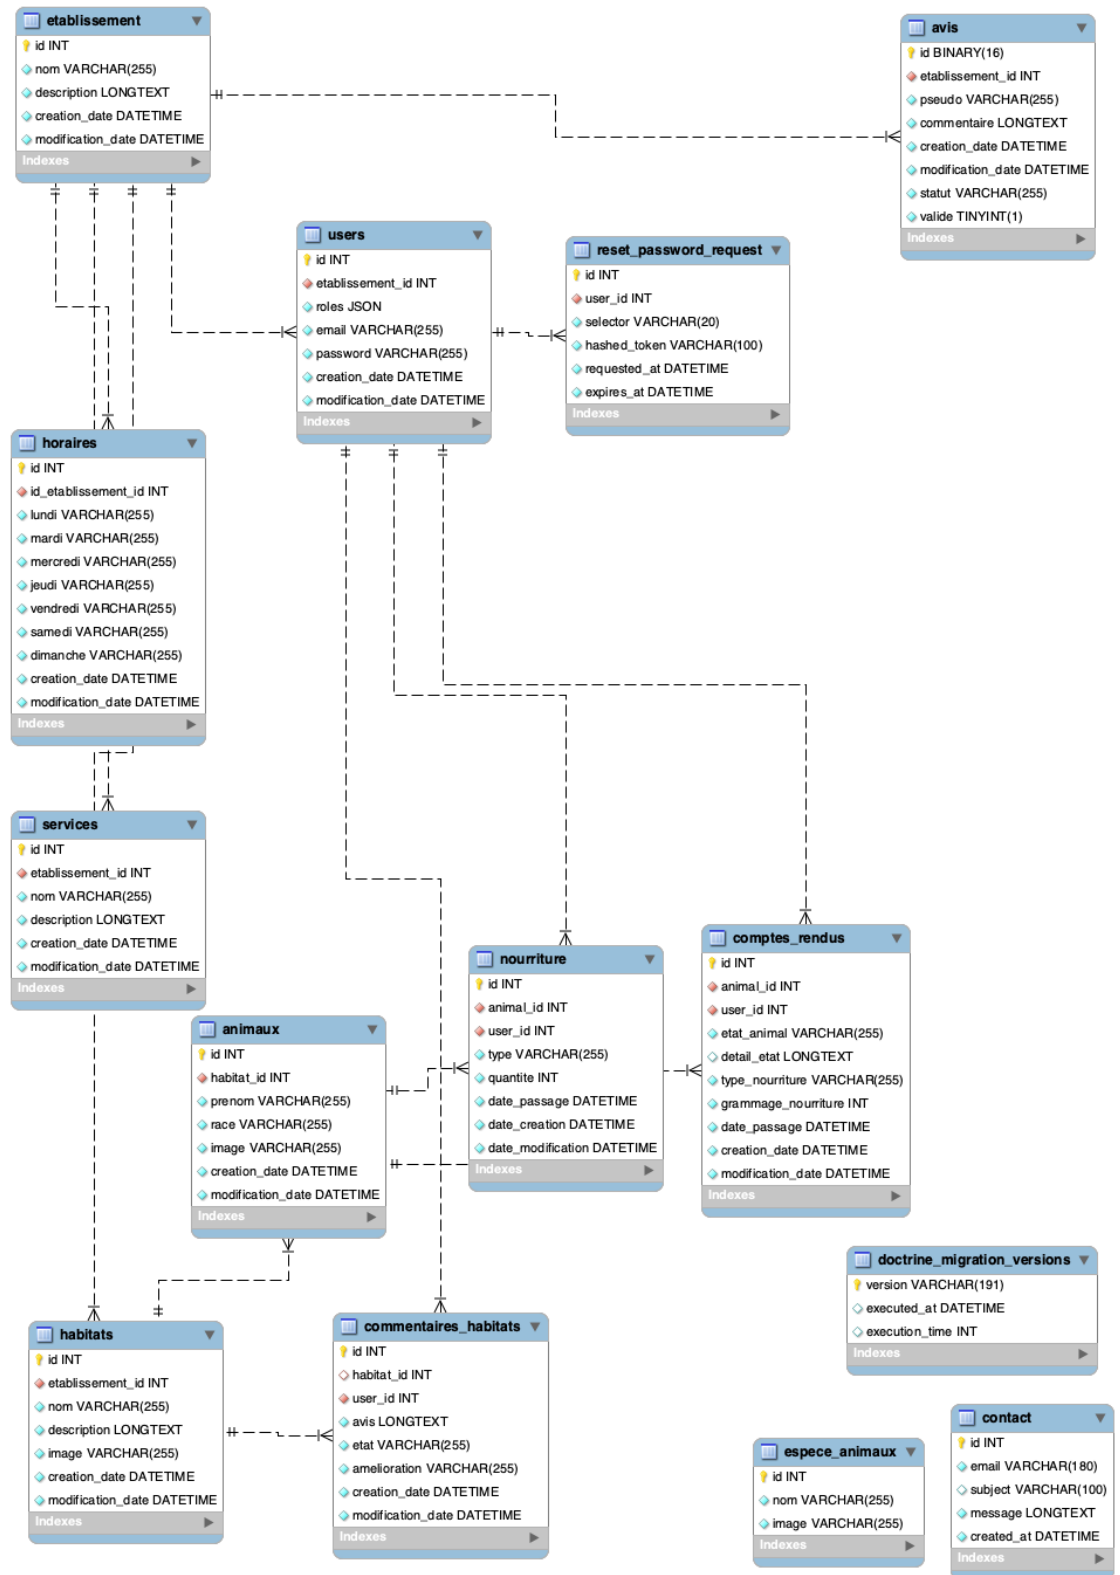 etablissement
id INT
nom VARCHAR(255)
description LONGTEXT
creation_date DATETIME
modification_date DATETIME
Indexes
avis
id BINARY(16)
etablissement_id INT
pseudo VARCHAR(255)
commentaire LONGTEXT
creation_date DATETIME
modification_date DATETIME
statut VARCHAR(255)
valide TINYINT(1)
Indexes
users
id INT
etablissement_id INT
roles JSON
email VARCHAR(255)
password VARCHAR(255)
creation_date DATETIME
modification_date DATETIME
Indexes
reset_password_request
id INT
user_id INT
selector VARCHAR(20)
hashed_token VARCHAR(100)
requested_at DATETIME
expires_at DATETIME
Indexes
horaires
id INT
id_etablissement_id INT
lundi VARCHAR(255)
mardi VARCHAR(255)
mercredi VARCHAR(255)
jeudi VARCHAR(255)
vendredi VARCHAR(255)
samedi VARCHAR(255)
dimanche VARCHAR(255)
creation_date DATETIME
modification_date DATETIME
Indexes
services
id INT
etablissement_id INT
nom VARCHAR(255)
description LONGTEXT
creation_date DATETIME
modification_date DATETIME
Indexes
nourriture
id INT
animal_id INT
user_id INT
type VARCHAR(255)
quantite INT
date_passage DATETIME
date_creation DATETIME
date_modification DATETIME
Indexes
comptes_rendus
id INT
animal_id INT
user_id INT
etat_animal VARCHAR(255)
detail_etat LONGTEXT
type_nourriture VARCHAR(255)
grammage_nourriture INT
date_passage DATETIME
creation_date DATETIME
modification_date DATETIME
Indexes
animaux
id INT
habitat_id INT
prenom VARCHAR(255)
race VARCHAR(255)
image VARCHAR(255)
creation_date DATETIME
modification_date DATETIME
Indexes
doctrine_migration_versions
version VARCHAR(191)
executed_at DATETIME
execution_time INT
Indexes
habitats
id INT
etablissement_id INT
nom VARCHAR(255)
description LONGTEXT
image VARCHAR(255)
creation_date DATETIME
modification_date DATETIME
Indexes
commentaires_habitats
id INT
habitat_id INT
user_id INT
avis LONGTEXT
etat VARCHAR(255)
amelioration VARCHAR(255)
creation_date DATETIME
modification_date DATETIME
Indexes
espece_animaux
id INT
nom VARCHAR(255)
image VARCHAR(255)
Indexes
contact
id INT
email VARCHAR(180)
subject VARCHAR(100)
message LONGTEXT
created_at DATETIME
Indexes